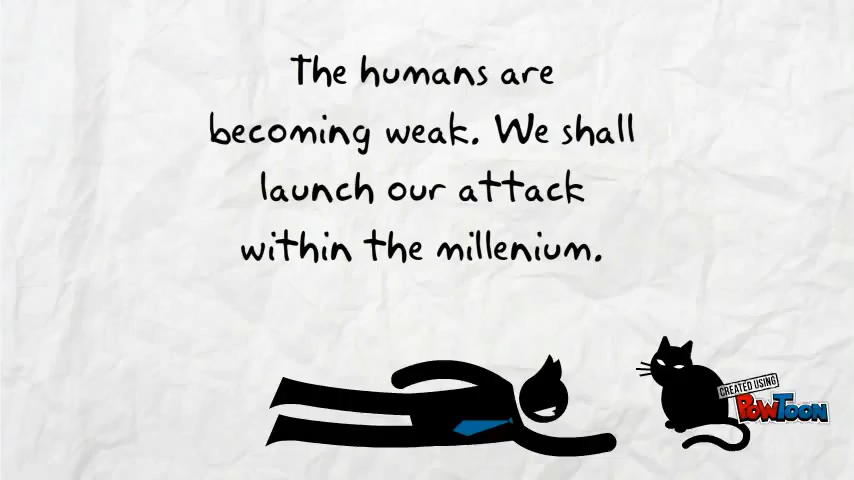 The humans are
becoming weak. We shall
launch our attack
within the millenium.
CREATED USING
POWTOON